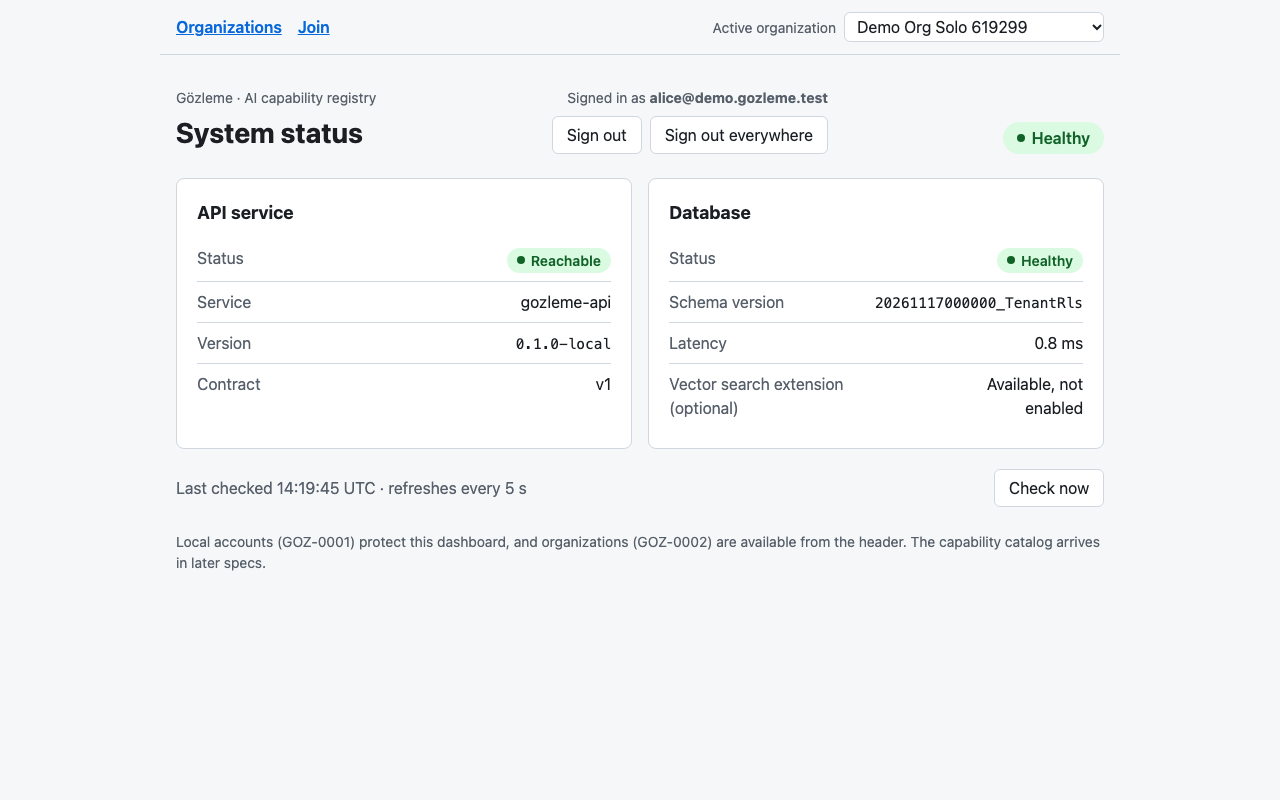 Organizations Join Active organization Demo Org Solo 619299
Gözleme · AI capability registry
System status
Signed in as alice@demo.gozleme.test
Sign out Sign out everywhere
Healthy
API service
Status Reachable
Service gozleme-api
Version 0.1.0-local
Contract v1
Database
Status Healthy
Schema version 20261117000000_TenantRls
Latency 0.8 ms
Vector search extension (optional) Available, not enabled
Last checked 14:19:45 UTC · refreshes every 5 s
Check now
Local accounts (GOZ-0001) protect this dashboard, and organizations (GOZ-0002) are available from the header. The capability catalog arrives
in later specs.